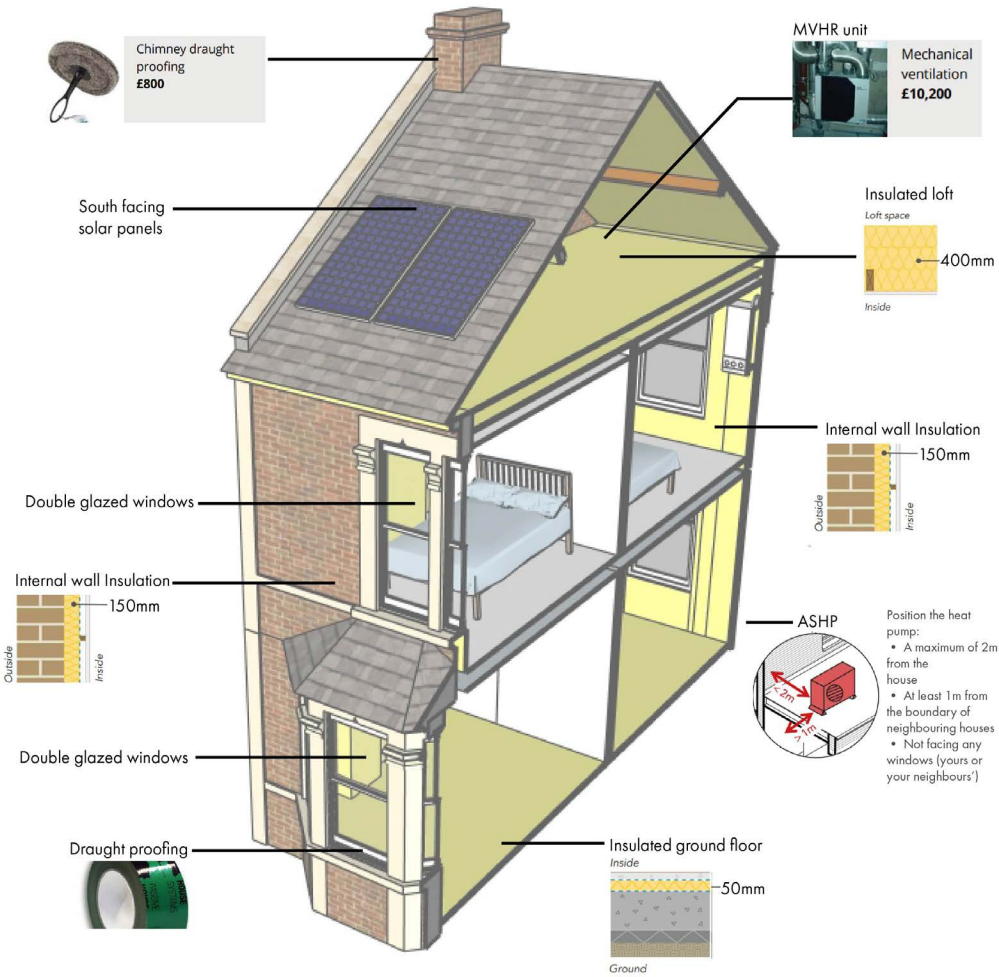 MVHR unit
Chimney draught
proofing
£800
Mechanical
ventilation
£10,200
South facing
solar panels
Insulated loft
Loft space
400mm
Inside
Internal wall Insulation
150mm
Outside
Inside
Double glazed windows
Internal wall Insulation
150mm
Outside
Inside
ASHP
<2m
>1m
Position the heat
pump:
• A maximum of 2m
from the
house
• At least 1m from
the boundary of
neighbouring houses
• Not facing any
windows (yours or
your neighbours’)
Double glazed windows
Draught proofing
Insulated ground floor
Inside
50mm
Ground